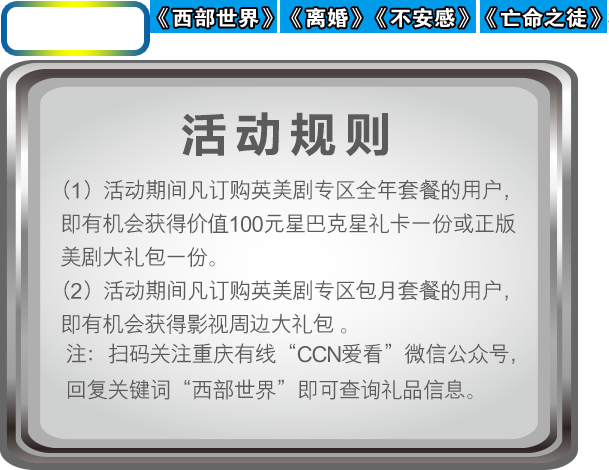 《西部世界》《离婚》《不安感》《亡命之徒》
活动规则
（1）活动期间凡订购英美剧专区全年套餐的用户，
即有机会获得价值100元星巴克星礼卡一份或正版
美剧大礼包一份。
（2）活动期间凡订购英美剧专区包月套餐的用户，
即有机会获得影视周边大礼包 。
注：扫码关注重庆有线“CCN爱看”微信公众号，
回复关键词“西部世界”即可查询礼品信息。